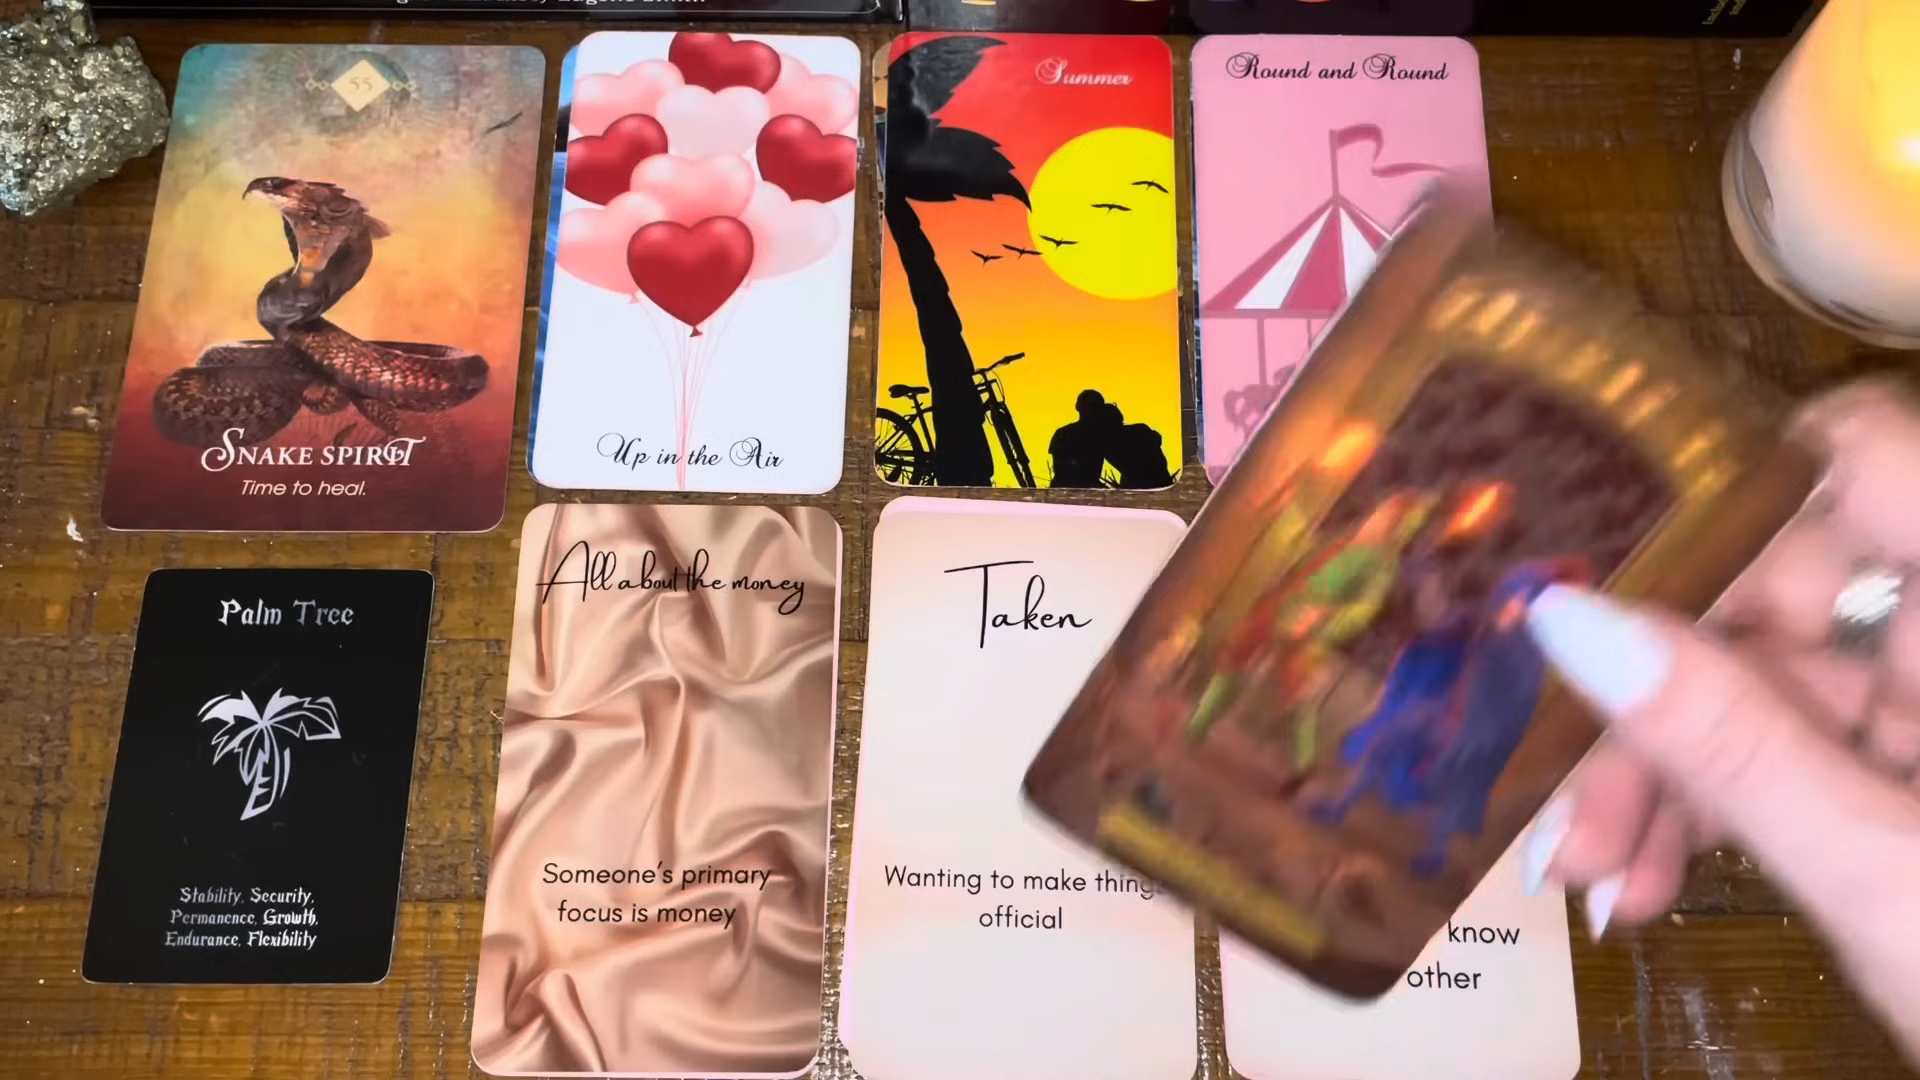 55
SNAKE SPIRIT
Time to heal.
Up in the Air
Summer
Round and Round
Palm Tree
Stability, Security,
Permanence, Growth,
Endurance, Flexibility
All about the money
Someone's primary
focus is money
Taken
Wanting to make things
official
know
other